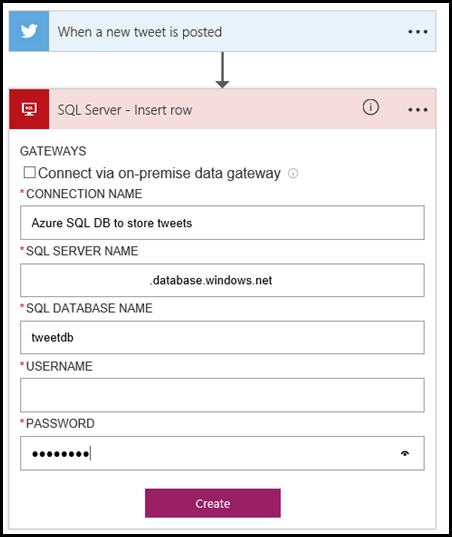 When a new tweet is posted
SQL Server - Insert row
GATEWAYS
Connect via on-premise data gateway
*CONNECTION NAME
Azure SQL DB to store tweets
*SQL SERVER NAME
.database.windows.net
*SQL DATABASE NAME
tweetdb
*USERNAME
*PASSWORD
●●●●●●●●
Create